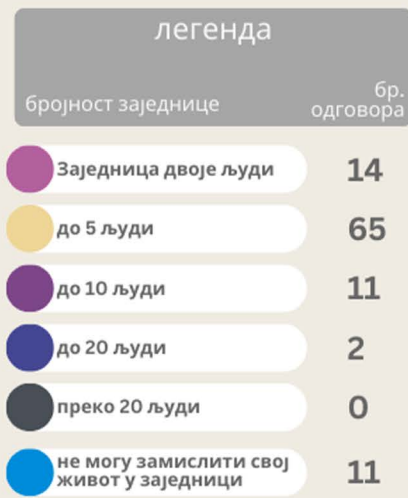 легенда
бројност заједнице
бр.
одговора
Заједница двоје људи 14
до 5 људи 65
до 10 људи 11
до 20 људи 2
преко 20 људи 0
не могу замислити свој
живот у заједници 11